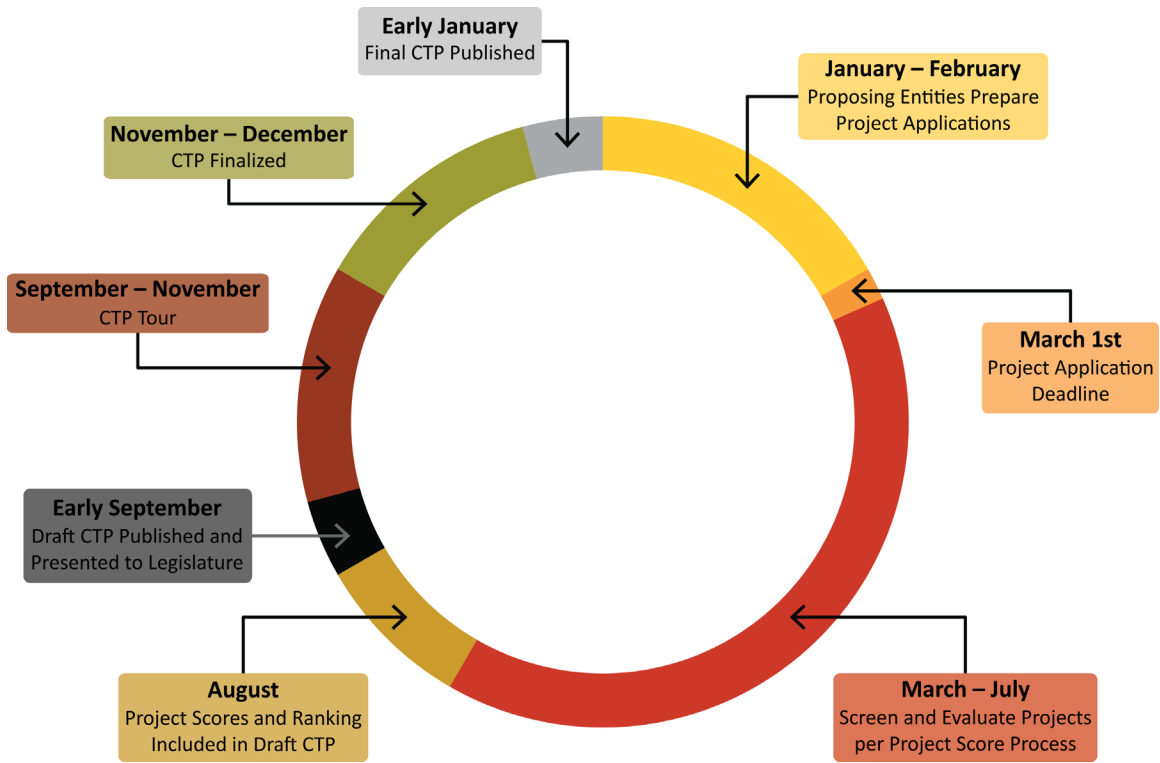 Early January
Final CTP Published
January – February
Proposing Entities Prepare
Project Applications
March 1st
Project Application
Deadline
March – July
Screen and Evaluate Projects
per Project Score Process
August
Project Scores and Ranking
Included in Draft CTP
Early September
Draft CTP Published and
Presented to Legislature
September – November
CTP Tour
November – December
CTP Finalized